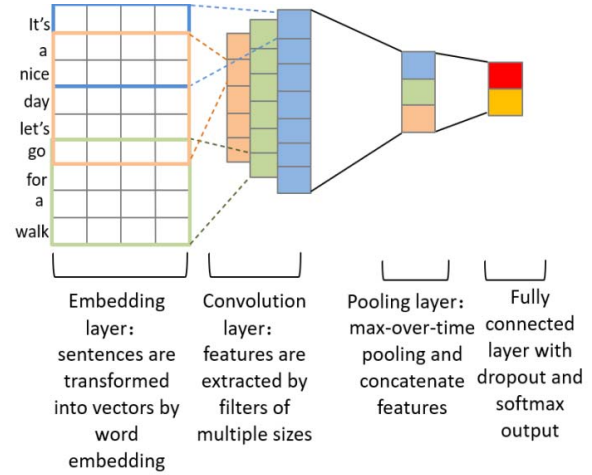 It's
a
nice
day
let's
go
for
a
walk
Embedding
layer：
sentences are
transformed
into vectors by
word
embedding
Convolution
layer：
features are
extracted by
filters of
multiple sizes
Pooling layer：
max-over-time
pooling and
concatenate
features
Fully
connected
layer with
dropout and
softmax
output